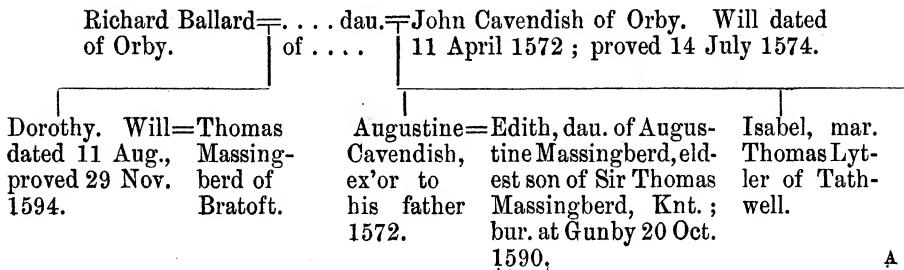 Richard Ballard=. . . . dau.=John Cavendish of Orby. Will dated
of Orby. of . . . . 11 April 1572 ; proved 14 July 1574.
Dorothy. Will=Thomas
dated 11 Aug., Massing-
proved 29 Nov. berd of
1594. Bratoft.
Augustine=Edith, dau. of Augus-
Cavendish, tine Massingberd, eld-
ex'or to est son of Sir Thomas
his father Massingberd, Knt. ;
1572. bur. at Gunby 20 Oct.
1590.
Isabel, mar.
Thomas Lyt-
ler of Tath-
well.
A